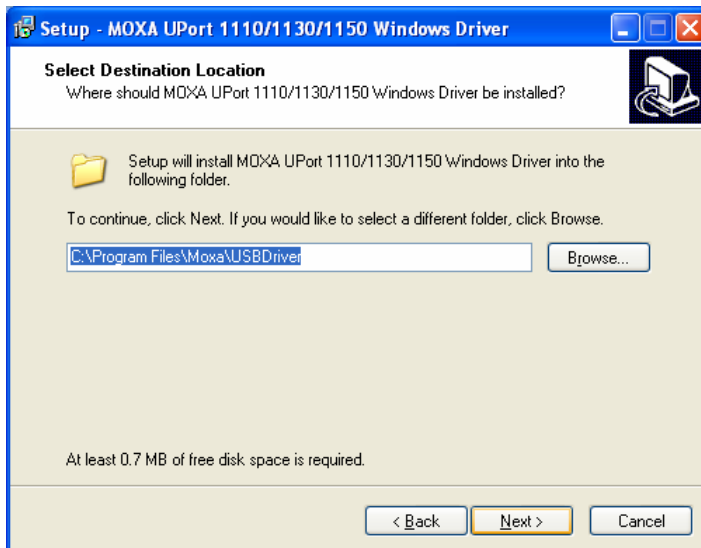 Setup - MOXA UPort 1110/1130/1150 Windows Driver
Select Destination Location
Where should MOXA UPort 1110/1130/1150 Windows Driver be installed?
Setup will install MOXA UPort 1110/1130/1150 Windows Driver into the
following folder.
To continue, click Next. If you would like to select a different folder, click Browse.
C:\Program Files\Moxa\USBDriver
Browse...
At least 0.7 MB of free disk space is required.
< Back
Next >
Cancel